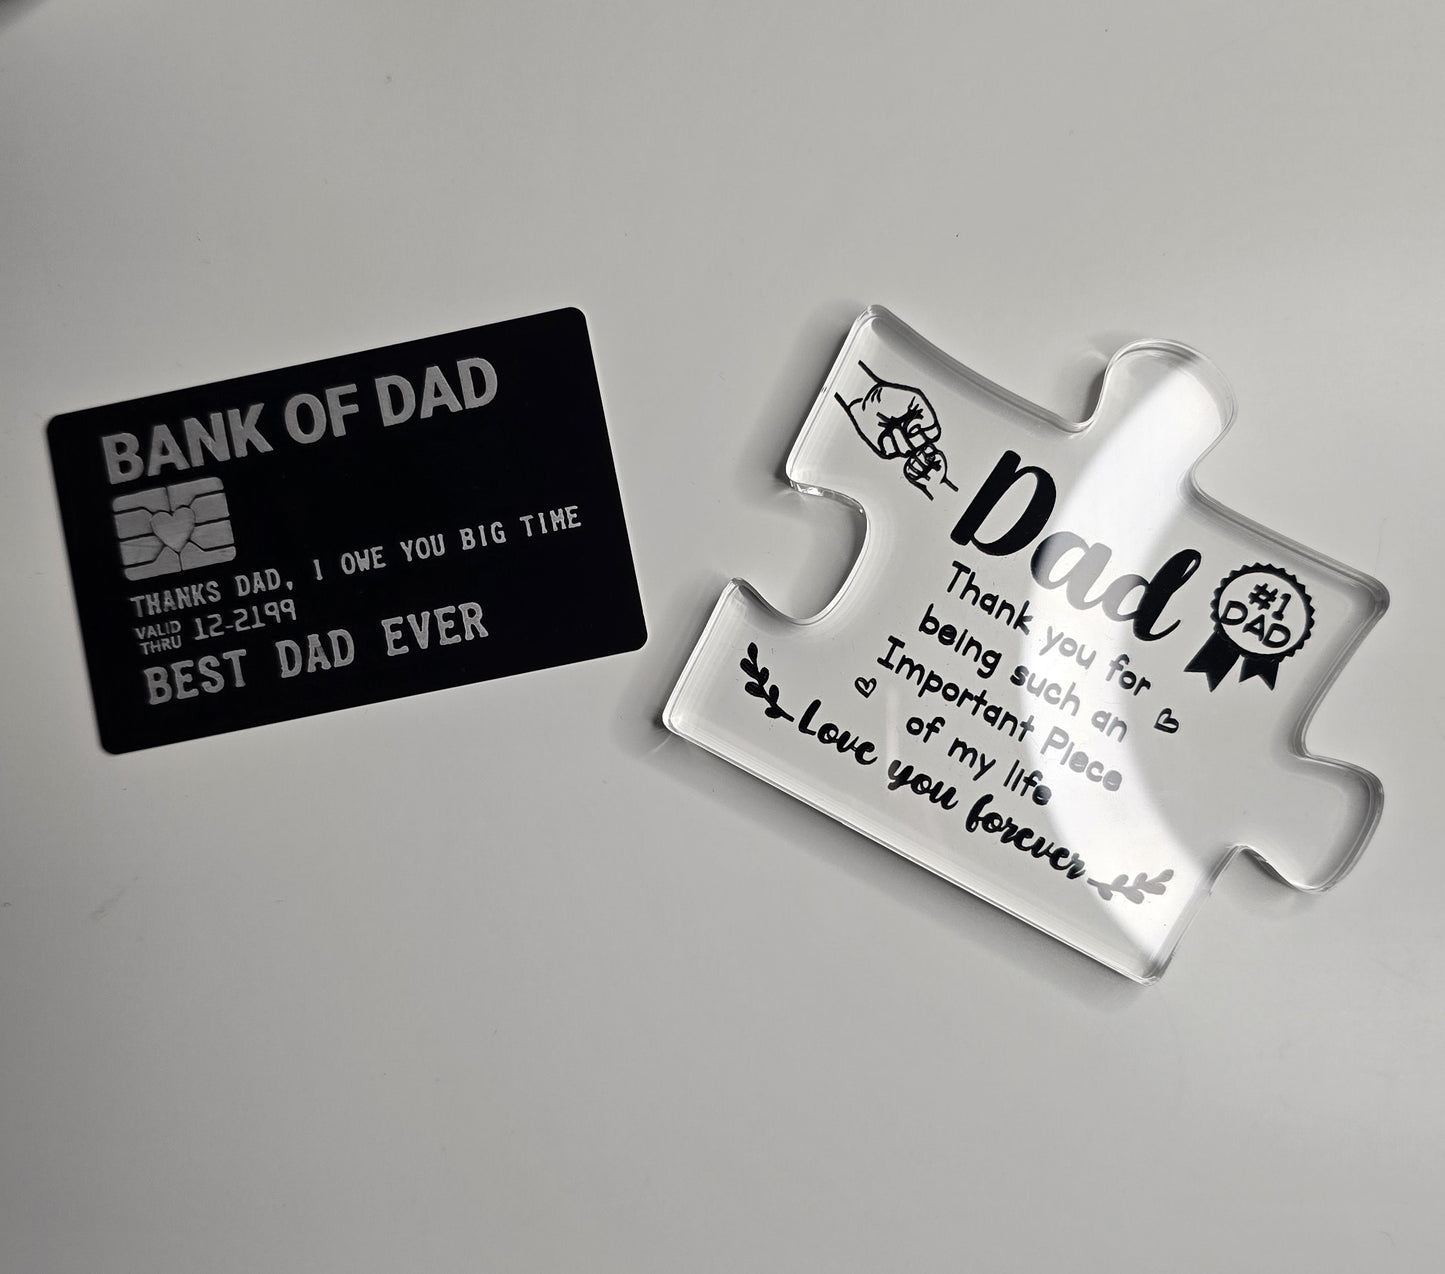 BANK OF DAD
THANKS DAD, I OWE YOU BIG TIME
VALID
THRU 12-2199
BEST DAD EVER
Dad
#1
DAD
Thank you for
being such an
Important Piece
of my life
Love you forever